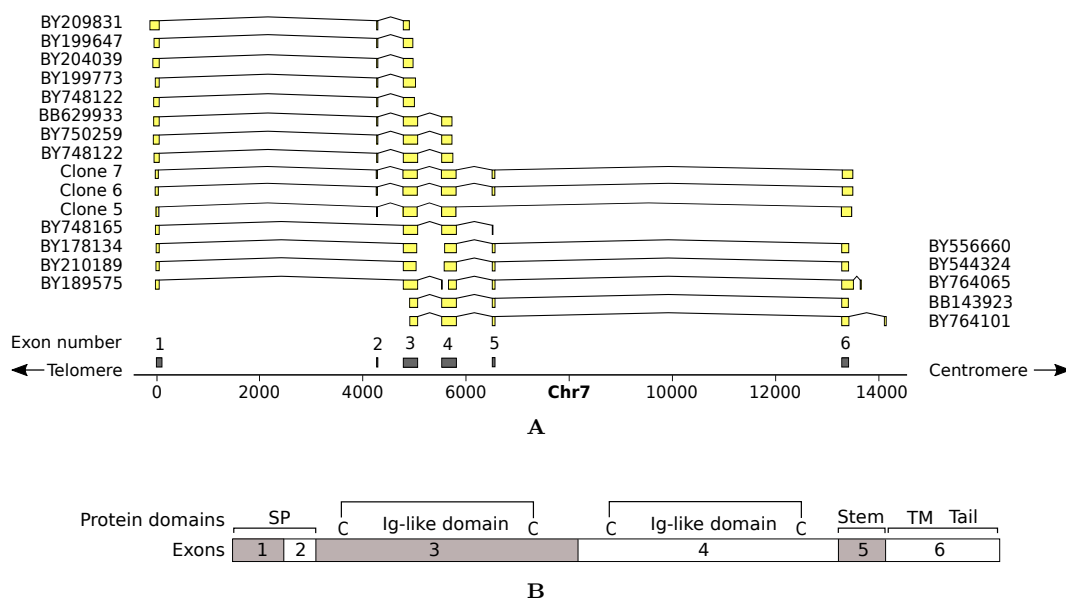 BY209831
BY199647
BY204039
BY199773
BY748122
BB629933
BY750259
BY748122
Clone 7
Clone 6
Clone 5
BY748165
BY178134 BY556660
BY210189 BY544324
BY189575 BY764065
BB143923
BY764101
Exon number 1 2 3 4 5 6
Telomere Centromere
0 2000 4000 6000 Chr7 10000 12000 14000
A
Protein domains SP C Ig-like domain C C Ig-like domain C Stem TM Tail
Exons 1 2 3 4 5 6
B